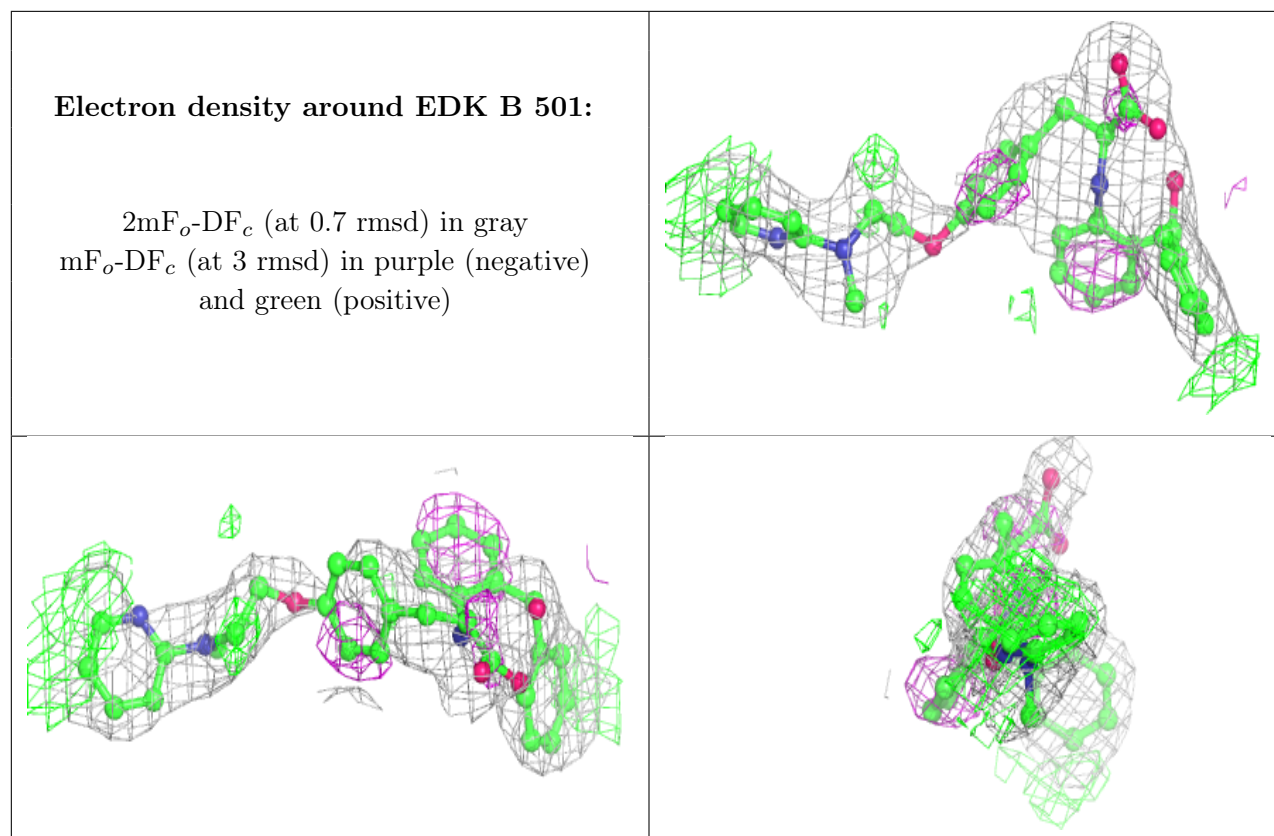 Electron density around EDK B 501:
2mFₒ-DF𝒸 (at 0.7 rmsd) in gray
mFₒ-DF𝒸 (at 3 rmsd) in purple (negative)
and green (positive)